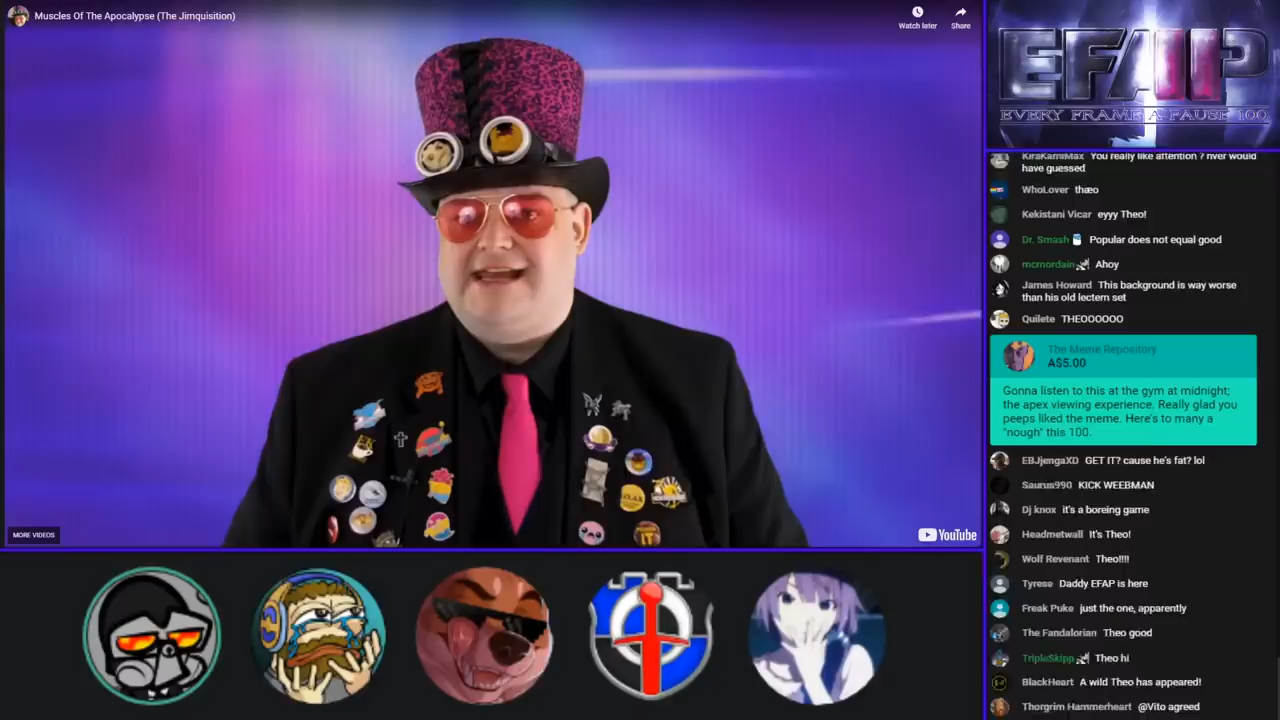 Muscles Of The Apocalypse (The Jimquisition)
Watch later
Share
MORE VIDEOS
YouTube
EFAP
EVERY FRAME A PAUSE 100
KiraKamiMax You really like attention ? nver would
have guessed
WhoLover thæo
Kekistani Vicar eyyy Theo!
Dr. Smash Popular does not equal good
mcmordain Ahoy
James Howard This background is way worse
than his old lectern set
Quilete THEOOOOOO
The Meme Repository
A$5.00
Gonna listen to this at the gym at midnight;
the apex viewing experience. Really glad you
peeps liked the meme. Here's to many a
"nough" this 100.
EBJjengaXD GET IT? cause he's fat? lol
Saurus990 KICK WEEBMAN
Dj knox it's a boreing game
Headmetwall It's Theo!
Wolf Revenant Theo!!!!
Tyrese Daddy EFAP is here
Freak Puke just the one, apparently
The Fandalorian Theo good
TripleSkipp Theo hi
BlackHeart A wild Theo has appeared!
Thorgrim Hammerheart @Vito agreed